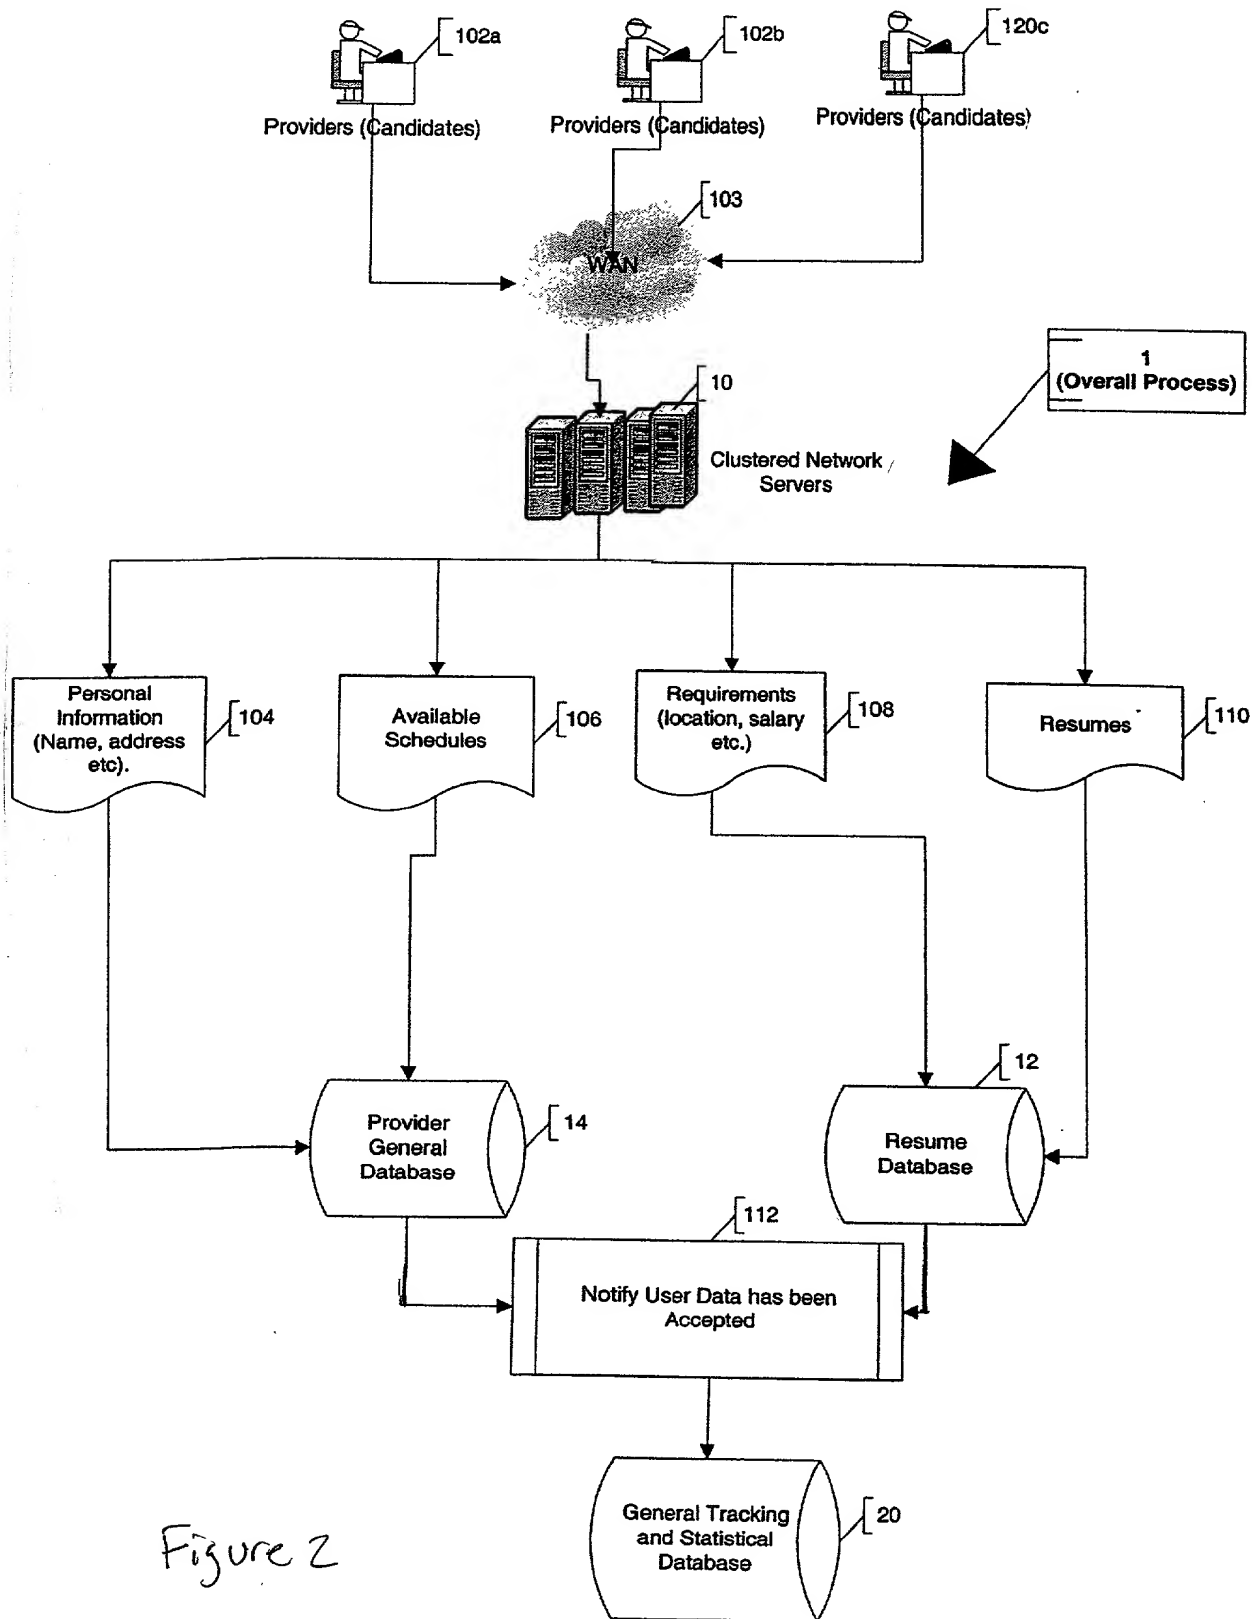 102a
102b
120c
Providers (Candidates)
Providers (Candidates)
Providers (Candidates)
103
WAN
1
(Overall Process)
10
Clustered Network
Servers
Personal
Information
(Name, address
etc).
104
Available
Schedules
106
Requirements
(location, salary
etc.)
108
Resumes
110
Provider
General
Database
14
12
Resume
Database
112
Notify User Data has been
Accepted
General Tracking
and Statistical
Database
20
Figure 2